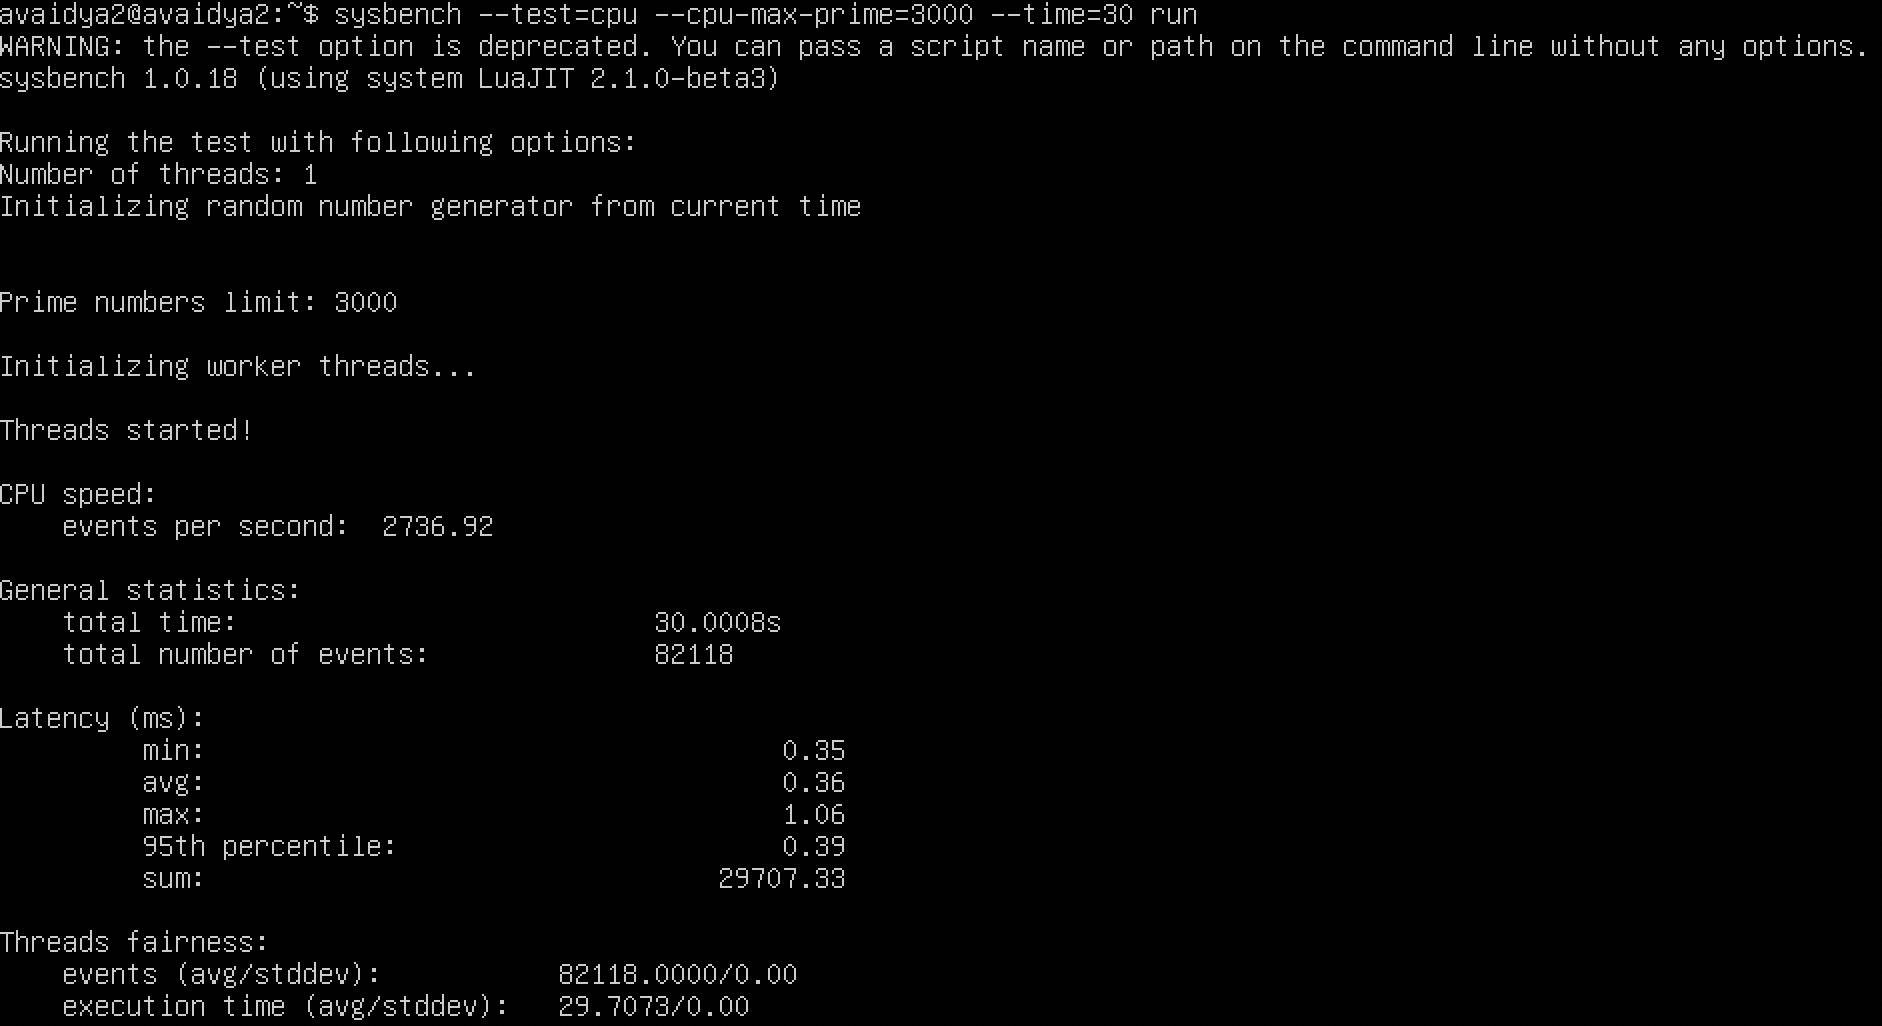 avaidya2@avaidya2:~$ sysbench --test=cpu --cpu-max-prime=3000 --time=30 run
WARNING: the --test option is deprecated. You can pass a script name or path on the command line without any options.
sysbench 1.0.18 (using system LuaJIT 2.1.0-beta3)
Running the test with following options:
Number of threads: 1
Initializing random number generator from current time
Prime numbers limit: 3000
Initializing worker threads...
Threads started!
CPU speed:
events per second: 2736.92
General statistics:
total time: 30.0008s
total number of events: 82118
Latency (ms):
min: 0.35
avg: 0.36
max: 1.06
95th percentile: 0.39
sum: 29707.33
Threads fairness:
events (avg/stddev): 82118.0000/0.00
execution time (avg/stddev): 29.7073/0.00